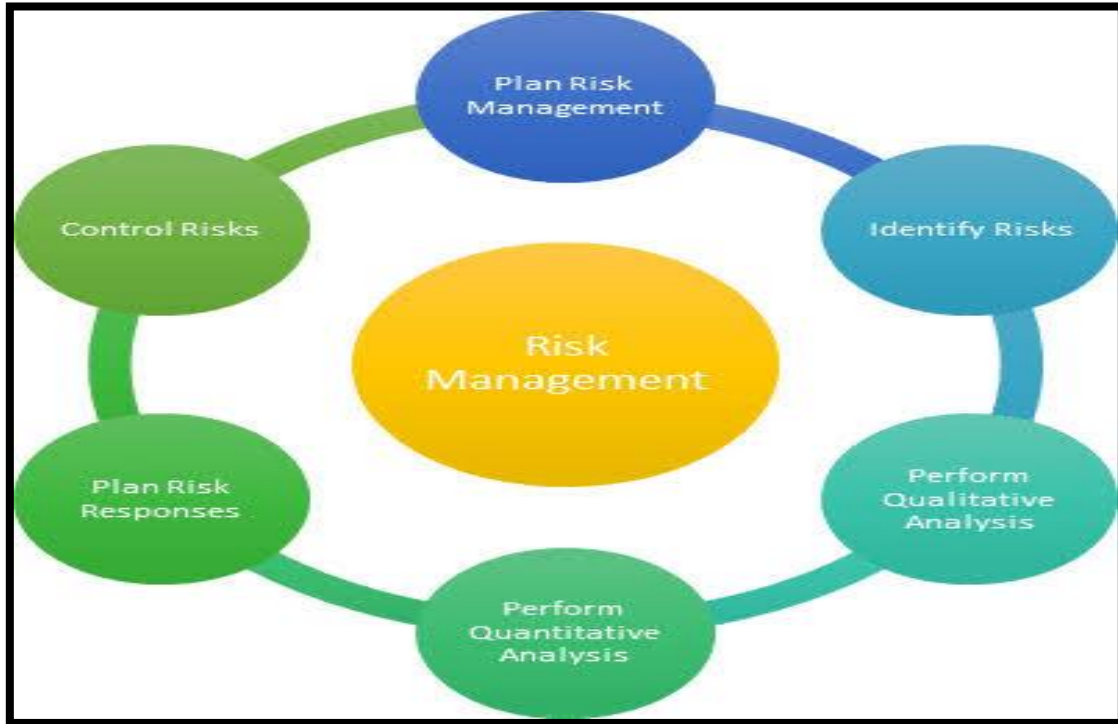 Plan Risk
Management
Identify Risks
Perform
Qualitative
Analysis
Perform
Quantitative
Analysis
Plan Risk
Responses
Control Risks
Risk
Management